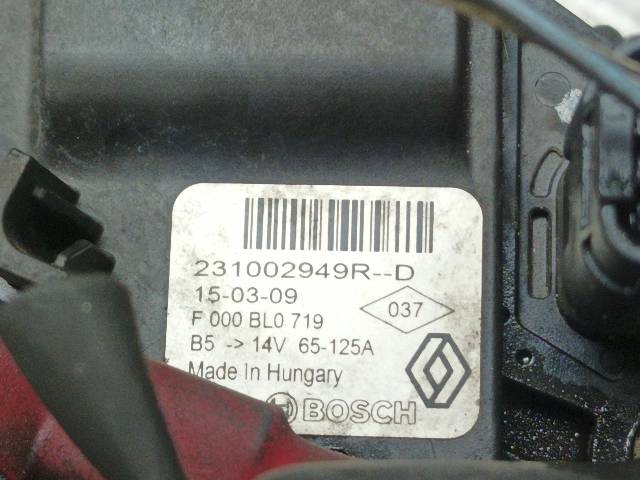 231002949R--D
15-03-09
037
F 000 BL0 719
B5 -> 14V 65-125A
Made in Hungary
BOSCH